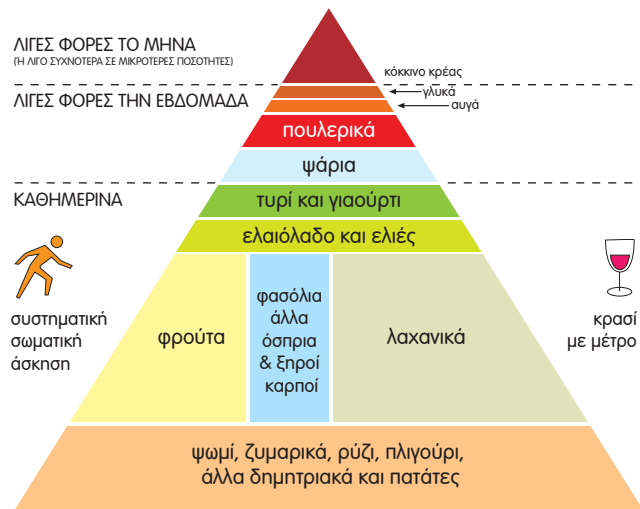 ΛΙΓΕΣ ΦΟΡΕΣ ΤΟ ΜΗΝΑ
(Ή ΛΙΓΟ ΣΥΧΝΟΤΕΡΑ ΣΕ ΜΙΚΡΟΤΕΡΕΣ ΠΟΣΟΤΗΤΕΣ)
κόκκινο κρέας
ΛΙΓΕΣ ΦΟΡΕΣ ΤΗΝ ΕΒΔΟΜΑΔΑ
γλυκά
αυγά
πουλερικά
ψάρια
ΚΑΘΗΜΕΡΙΝΑ
τυρί και γιαούρτι
ελαιόλαδο και ελιές
συστηματική
σωματική
άσκηση
φρούτα
φασόλια
άλλα
όσπρια
& ξηροί
καρποί
λαχανικά
κρασί
με μέτρο
ψωμί, ζυμαρικά, ρύζι, πλιγούρι,
άλλα δημητριακά και πατάτες